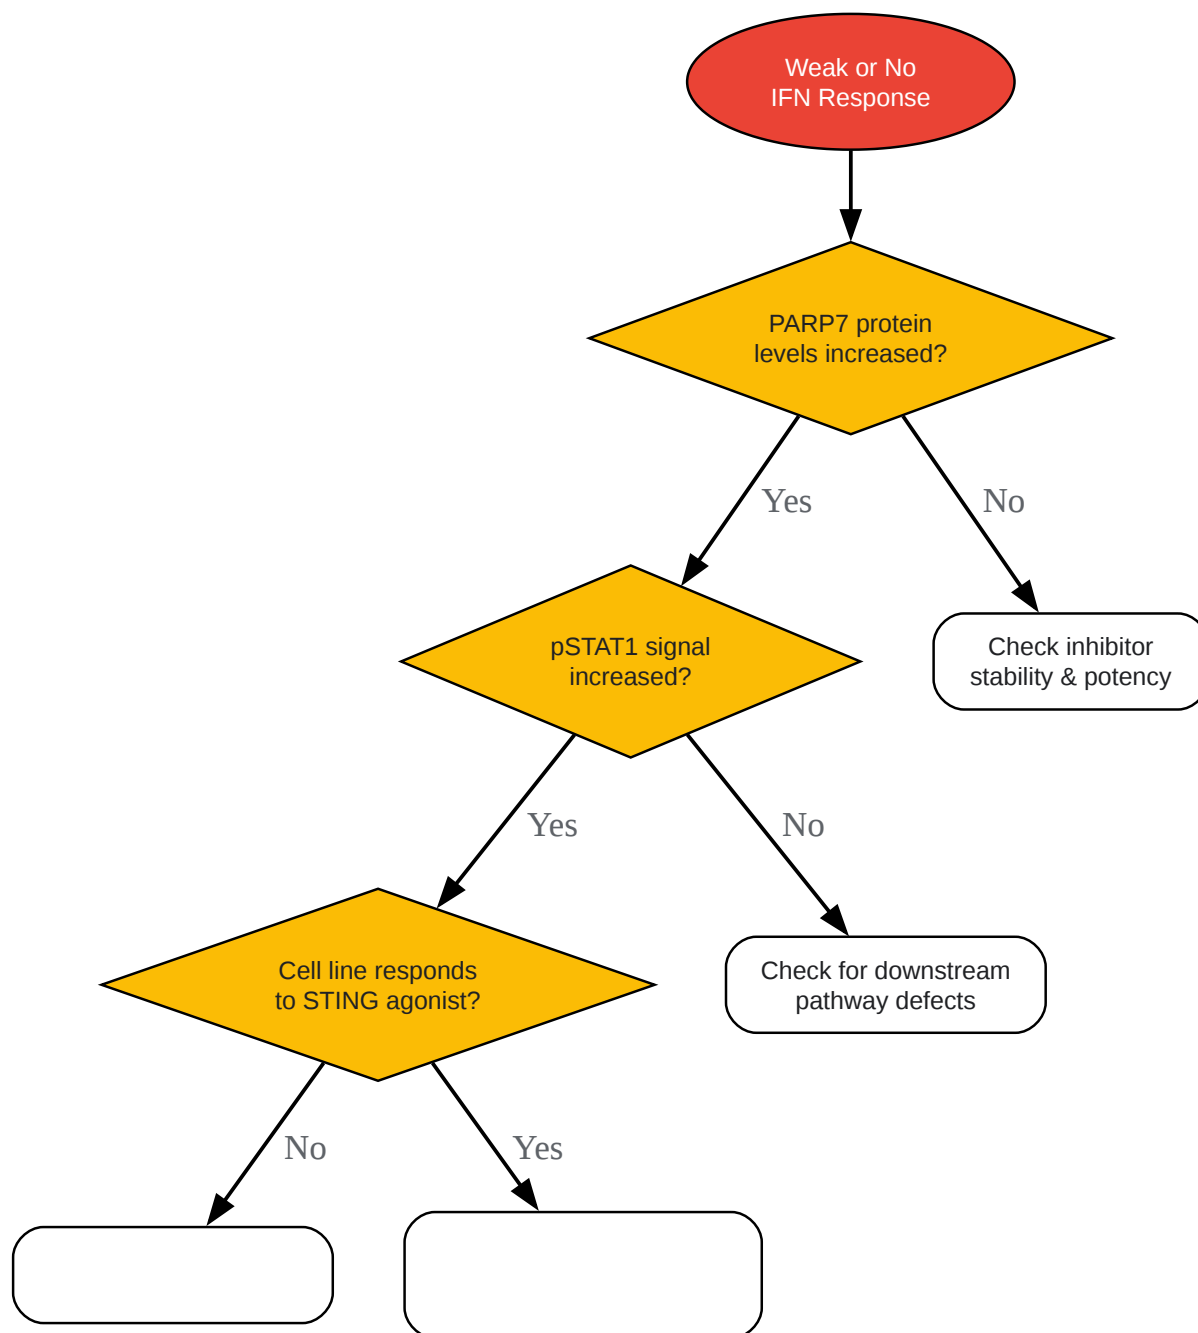 Weak or No
IFN Response
PARP7 protein
levels increased?
Yes
No
pSTAT1 signal
increased?
Check inhibitor
stability & potency
Yes
No
Cell line responds
to STING agonist?
Check for downstream
pathway defects
No
Yes